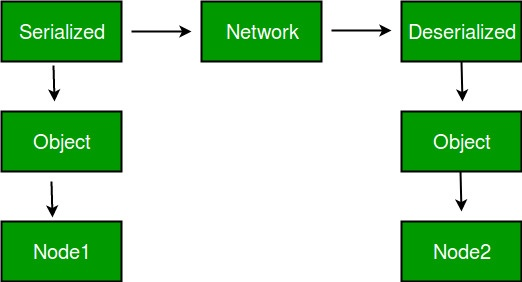 Serialized
Network
Deserialized
Object
Object
Node1
Node2